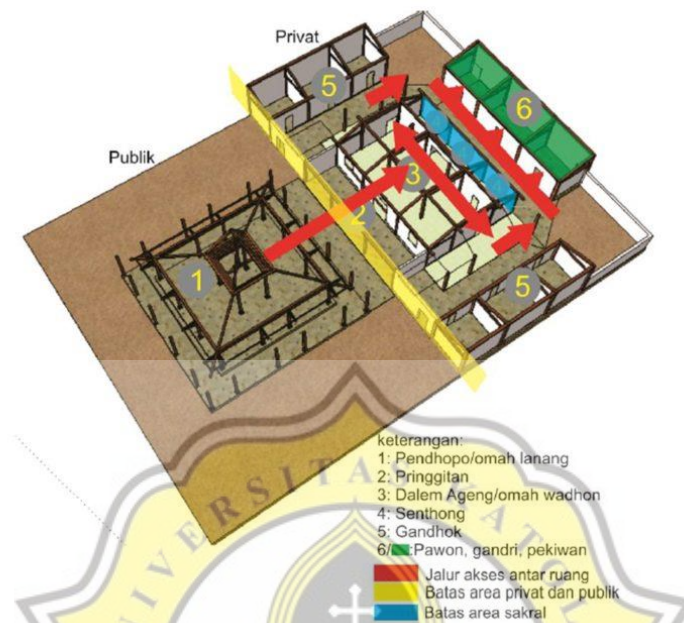 Privat
5
6
Publik
3
2
1
5
keterangan:
1: Pendhopo/omah lanang
2: Pringgitan
3: Dalem Ageng/omah wadhon
4: Senthong
5: Gandhok
6/ :Pawon, gandri, pekiwan
Jalur akses antar ruang
Batas area privat dan publik
Batas area sakral
UNIVERSITAS KATOL